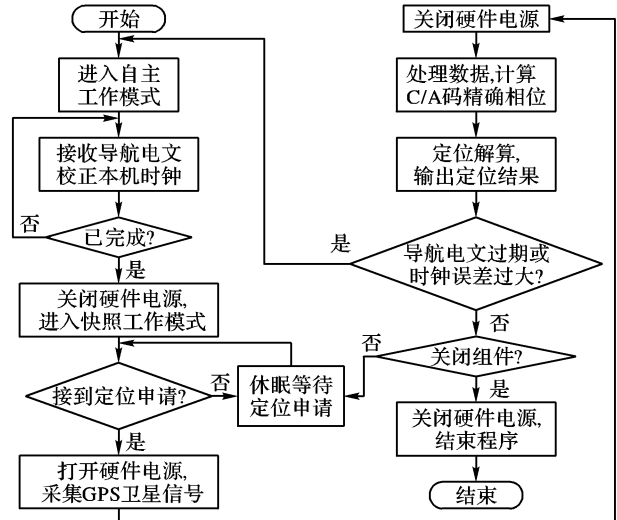 开始
进入自主
工作模式
接收导航电文
校正本机时钟
否
已完成?
是
关闭硬件电源,
进入快照工作模式
接到定位申请?
否
休眠等待
定位申请
是
打开硬件电源,
采集GPS卫星信号
关闭硬件电源
处理数据,计算
C/A码精确相位
定位解算,
输出定位结果
是
导航电文过期或
时钟误差过大?
否
否
关闭组件?
是
关闭硬件电源,
结束程序
结束